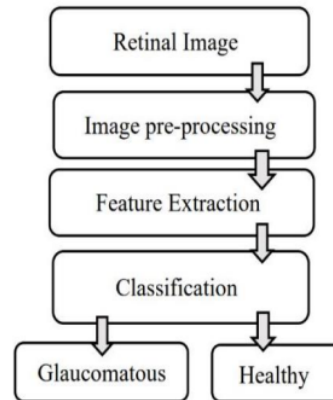 Retinal Image
Image pre-processing
Feature Extraction
Classification
Glaucomatous
Healthy